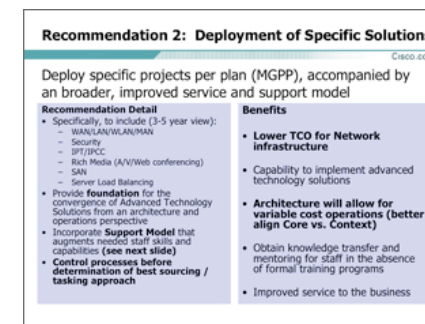 Recommendation 2: Deployment of Specific Solution
Cisco.co
Deploy specific projects per plan (MGPP), accompanied by
an broader, improved service and support model
Recommendation Detail
• Specifically, to include (3-5 year view):
– WAN/LAN/WLAN/MAN
– Security
– IPT/IPCC
– Rich Media (A/V/Web conferencing)
– SAN
– Server Load Balancing
• Provide foundation for the
convergence of Advanced Technology
Solutions from an architecture and
operations perspective
• Incorporate Support Model that
augments needed staff skills and
capabilities (see next slide)
• Control processes before
determination of best sourcing /
tasking approach
Benefits
• Lower TCO for Network
infrastructure
• Capability to implement advanced
technology solutions
• Architecture will allow for
variable cost operations (better
align Core vs. Context)
• Obtain knowledge transfer and
mentoring for staff in the absence
of formal training programs
• Improved service to the business